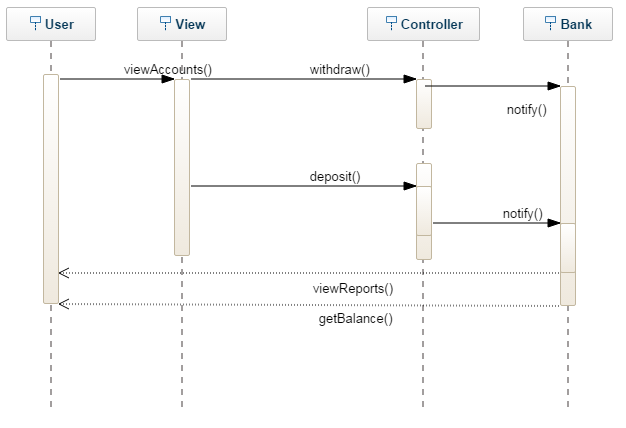 User
View
Controller
Bank
viewAccounts()
withdraw()
notify()
deposit()
notify()
viewReports()
getBalance()